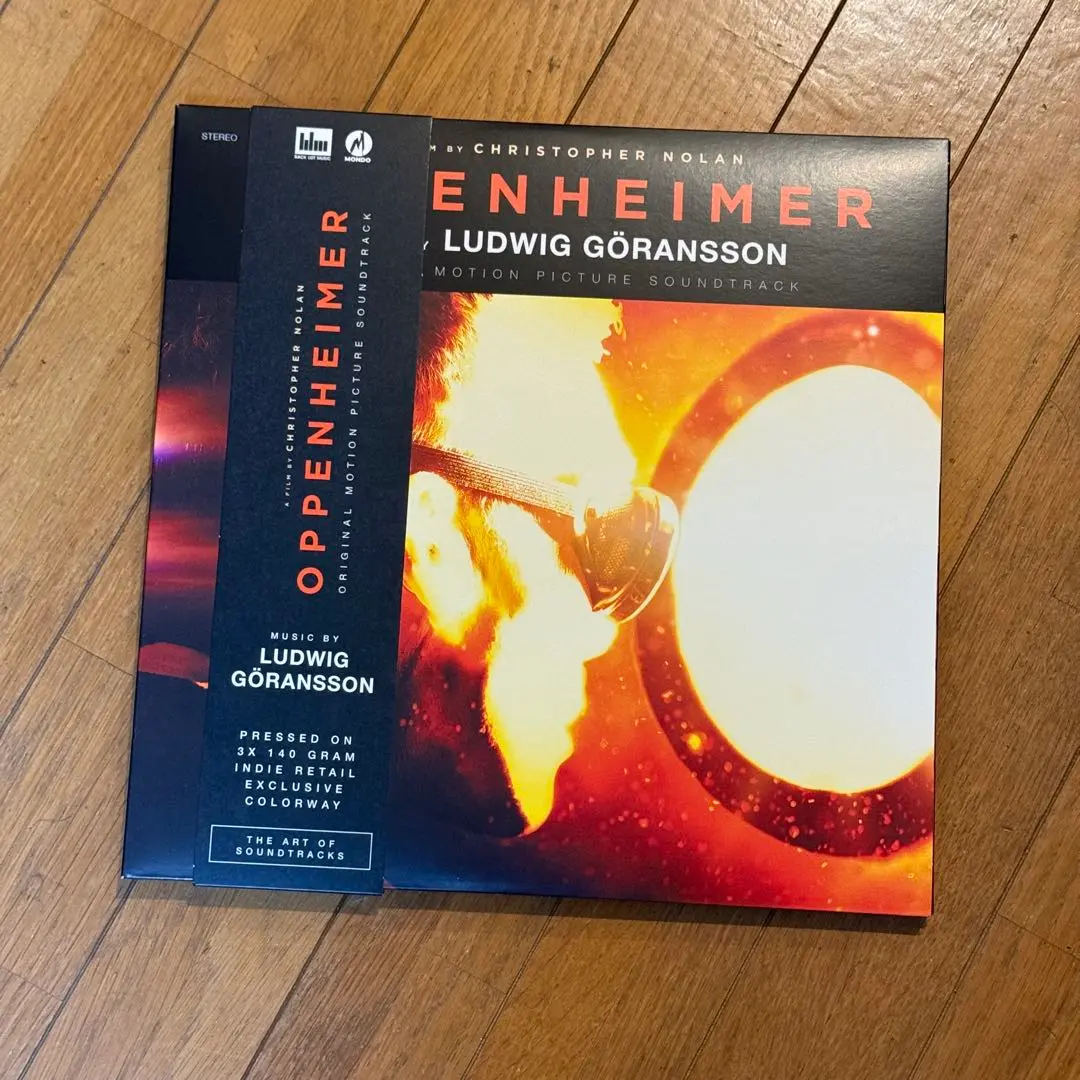 STEREO
blm
BACK LOT MUSIC
MONDO
A FILM BY CHRISTOPHER NOLAN
OPPENHEIMER
ORIGINAL MOTION PICTURE SOUNDTRACK
MUSIC BY
LUDWIG
GÖRANSSON
PRESSED ON
3X 140 GRAM
INDIE RETAIL
EXCLUSIVE
COLORWAY
THE ART OF
SOUNDTRACKS
M BY CHRISTOPHER NOLAN
ENHEIMER
Y LUDWIG GÖRANSSON
MOTION PICTURE SOUNDTRACK